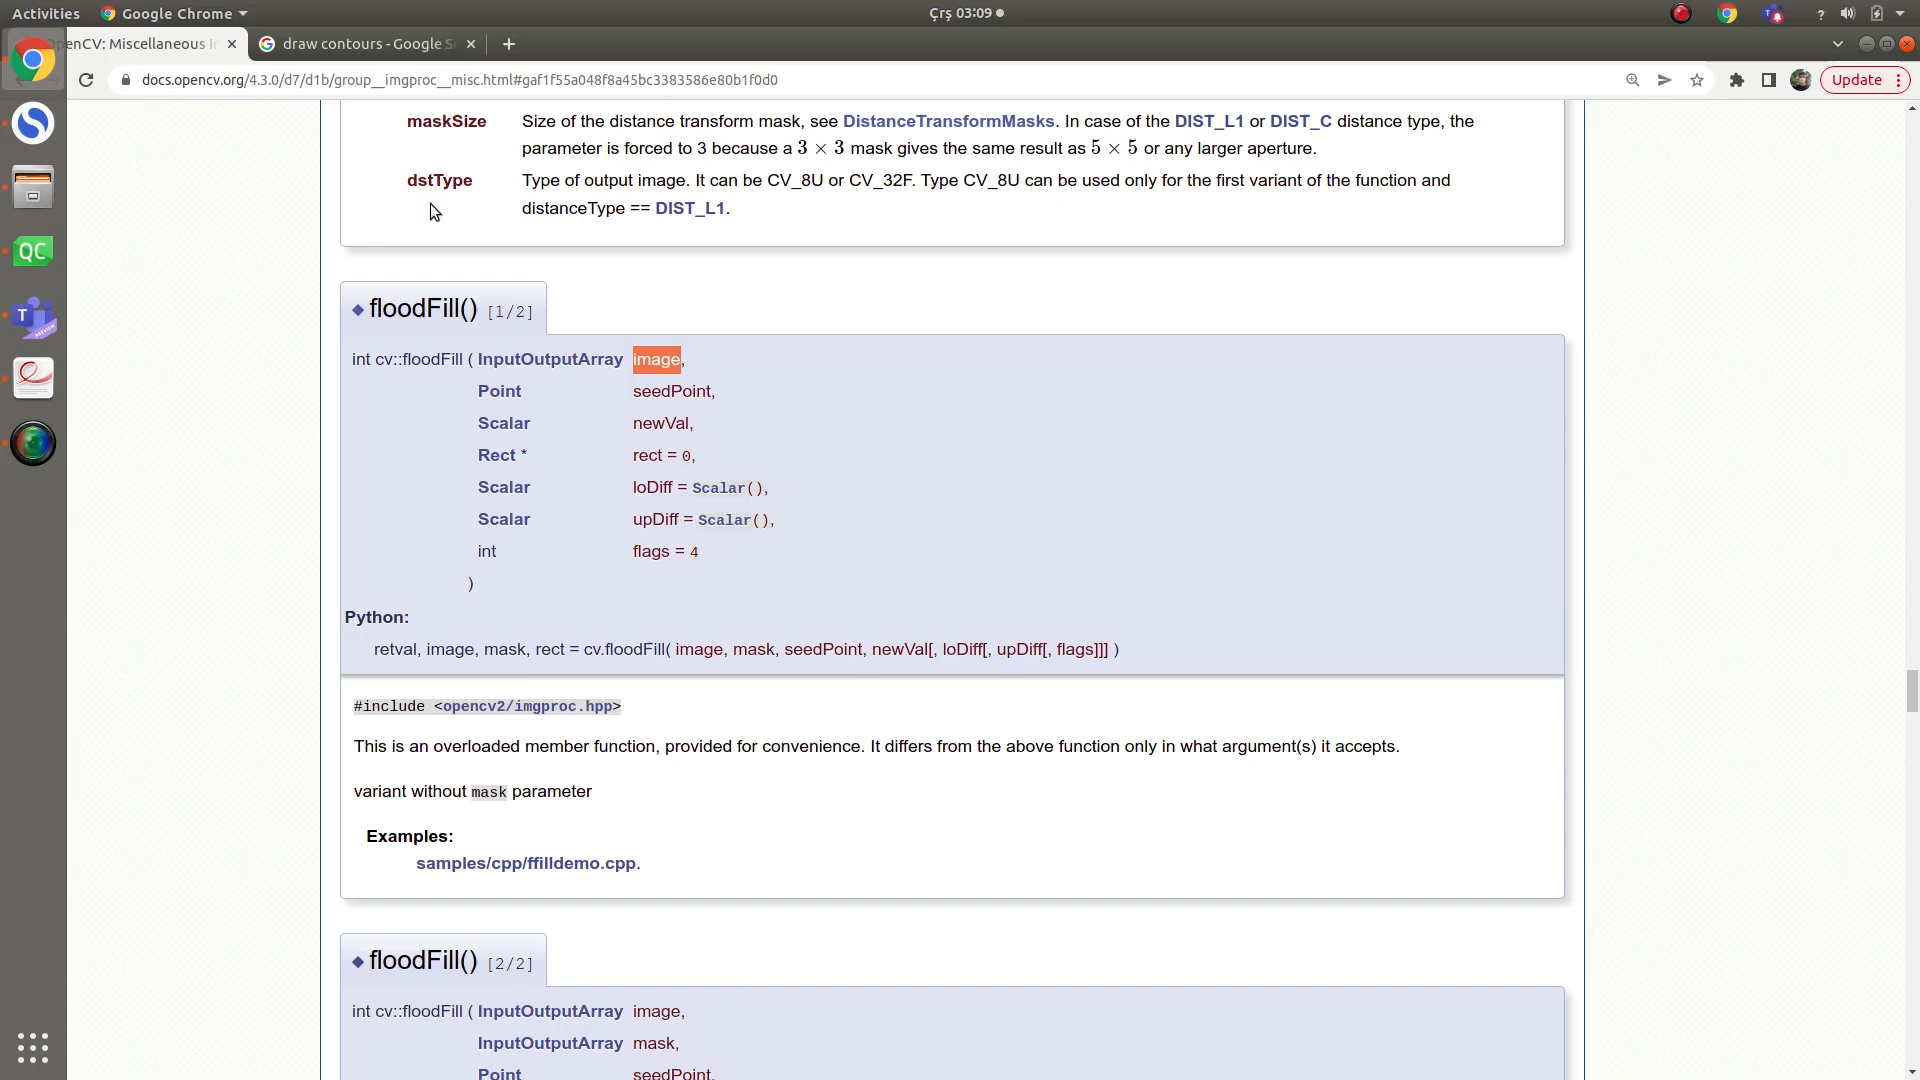 Activities Google Chrome Çrş 03:09
OpenCV: Miscellaneous I draw contours - Google S
docs.opencv.org/4.3.0/d7/d1b/group__imgproc__misc.html#gaf1f55a048f8a45bc3383586e80b1f0d0 Update
maskSize Size of the distance transform mask, see DistanceTransformMasks. In case of the DIST_L1 or DIST_C distance type, the
parameter is forced to 3 because a 3 × 3 mask gives the same result as 5 × 5 or any larger aperture.
dstType Type of output image. It can be CV_8U or CV_32F. Type CV_8U can be used only for the first variant of the function and
distanceType == DIST_L1.
QC
T
PREVIEW
◆ floodFill() [1/2]
int cv::floodFill ( InputOutputArray image,
Point seedPoint,
Scalar newVal,
Rect * rect = 0,
Scalar loDiff = Scalar(),
Scalar upDiff = Scalar(),
int flags = 4
)
Python:
retval, image, mask, rect = cv.floodFill( image, mask, seedPoint, newVal[, loDiff[, upDiff[, flags]]] )
#include <opencv2/imgproc.hpp>
This is an overloaded member function, provided for convenience. It differs from the above function only in what argument(s) it accepts.
variant without mask parameter
Examples:
samples/cpp/ffilldemo.cpp.
◆ floodFill() [2/2]
int cv::floodFill ( InputOutputArray image,
InputOutputArray mask,
Point seedPoint,